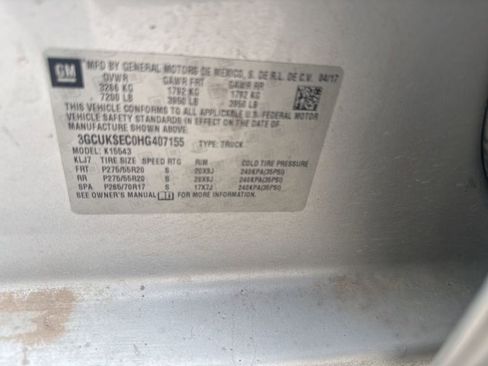 GM
MFD BY GENERAL MOTORS DE MEXICO, S. DE R.L. DE C.V. 04/17
GVWR GAWR FRT GAWR RR
3266 KG 1792 KG 1792 KG
7200 LB 3950 LB 3950 LB
THIS VEHICLE CONFORMS TO ALL APPLICABLE U.S. FEDERAL MOTOR
VEHICLE SAFETY STANDARDS IN EFFECT ON THE DATE OF
MANUFACTURE SHOWN ABOVE.
3GCUKSEC0HG407155 TYPE: TRUCK
MODEL: K15543
KLJ7 TIRE SIZE SPEED RTG RIM COLD TIRE PRESSURE
FRT P275/55R20 S 20X9J 240KPA(35PSI)
RR P275/55R20 S 20X9J 240KPA(35PSI)
SPA P265/70R17 S 17X7J 240KPA(35PSI)
SEE OWNER'S MANUAL FOR MORE INFORMATION.